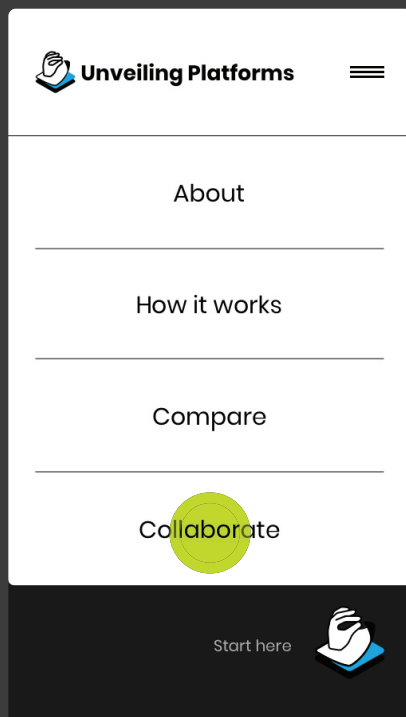 Unveiling Platforms
About
How it works
Compare
Collaborate
Start here